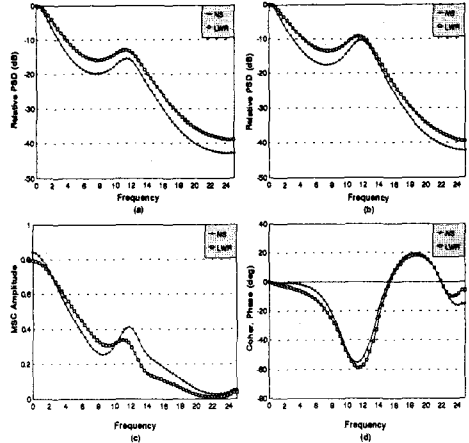 NS
LWR
Relative PSD (dB)
0
-10
-20
-30
-40
-50
0 2 4 6 8 10 12 14 16 18 20 22 24
Frequency
(a)
NS
LWR
Relative PSD (dB)
0
-10
-20
-30
-40
-50
0 2 4 6 8 10 12 14 16 18 20 22 24
Frequency
(b)
NS
LWR
MSC Amplitude
1
0.8
0.6
0.4
0.2
0
0 2 4 6 8 10 12 14 16 18 20 22 24
Frequency
(c)
NS
LWR
Coher. Phase (deg)
40
20
0
-20
-40
-60
-80
0 2 4 6 8 10 12 14 16 18 20 22 24
Frequency
(d)